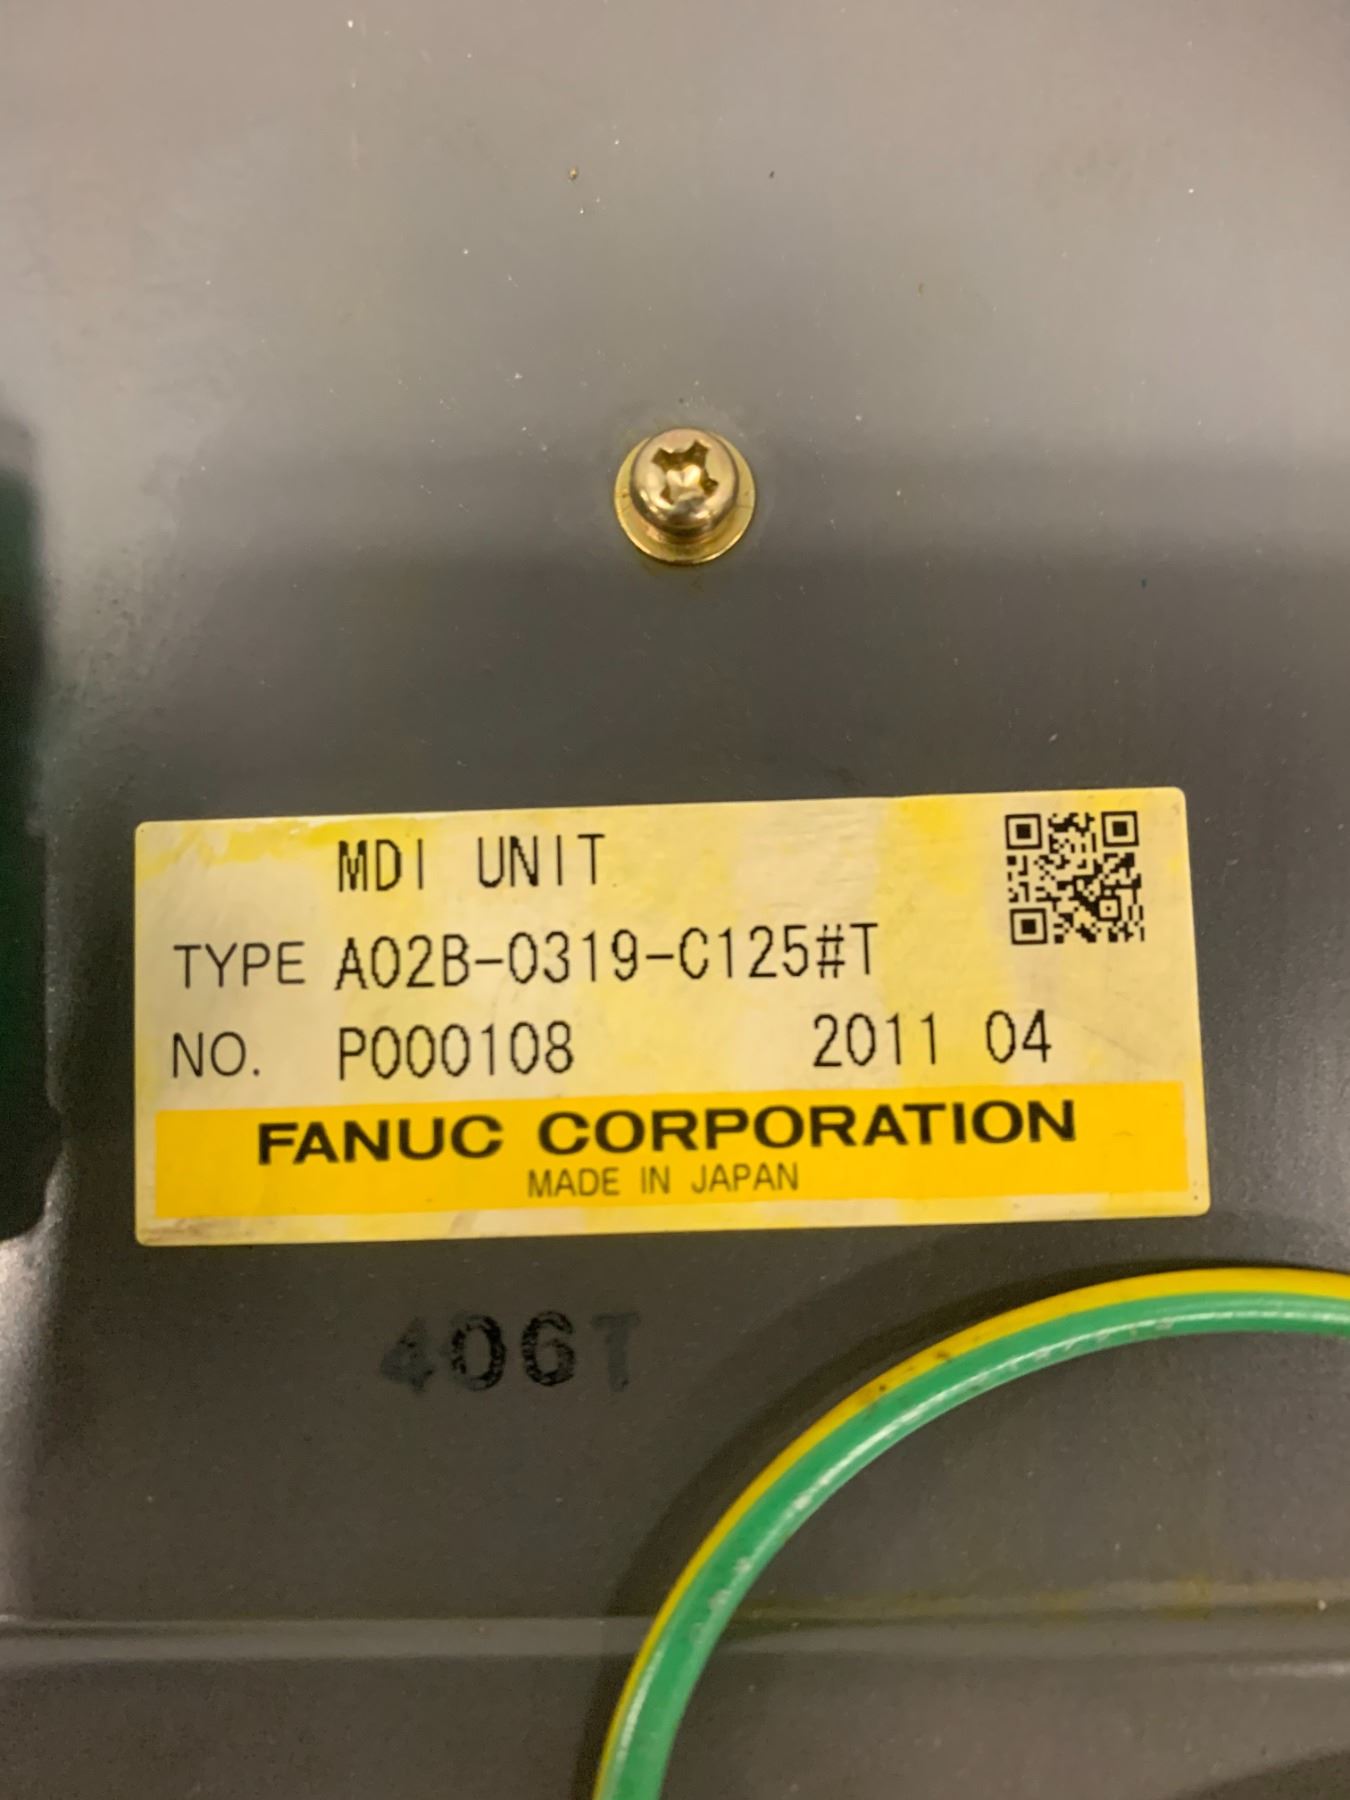 MDI UNIT
TYPE A02B-0319-C125#T
NO. P000108 2011 04
FANUC CORPORATION
MADE IN JAPAN
406T